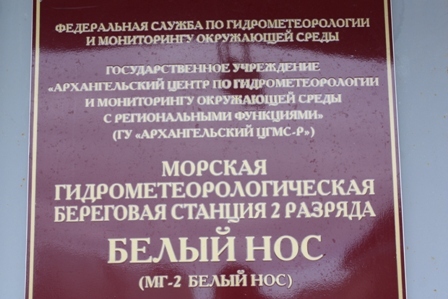 ФЕДЕРАЛЬНАЯ СЛУЖБА ПО ГИДРОМЕТЕОРОЛОГИИ
И МОНИТОРИНГУ ОКРУЖАЮЩЕЙ СРЕДЫ
ГОСУДАРСТВЕННОЕ УЧРЕЖДЕНИЕ
«АРХАНГЕЛЬСКИЙ ЦЕНТР ПО ГИДРОМЕТЕОРОЛОГИИ
И МОНИТОРИНГУ ОКРУЖАЮЩЕЙ СРЕДЫ
С РЕГИОНАЛЬНЫМИ ФУНКЦИЯМИ»
(ГУ «АРХАНГЕЛЬСКИЙ ЦГМС-Р»)
МОРСКАЯ
ГИДРОМЕТЕОРОЛОГИЧЕСКАЯ
БЕРЕГОВАЯ СТАНЦИЯ 2 РАЗРЯДА
БЕЛЫЙ НОС
(МГ-2 БЕЛЫЙ НОС)